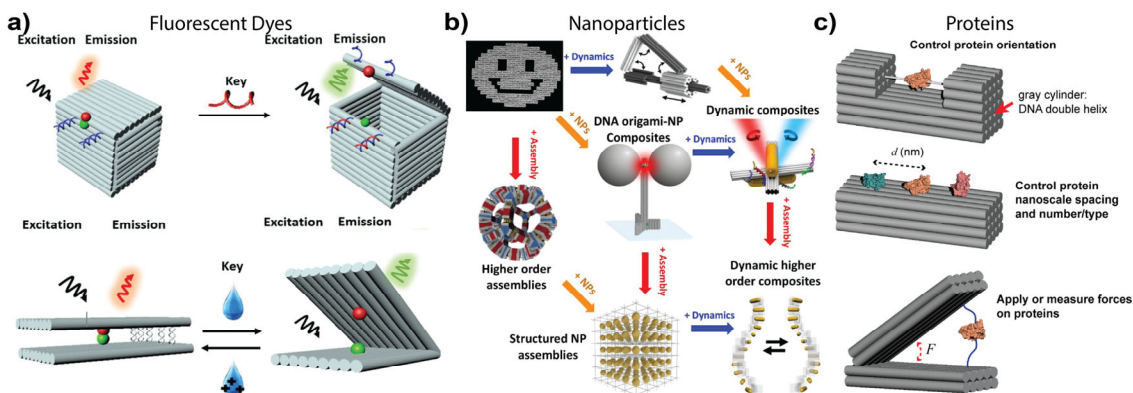 a) Fluorescent Dyes
Excitation Emission
Key
Excitation Emission
Excitation Emission
Key
Excitation Emission
b) Nanoparticles
+ Dynamics
+ NPs
+ NPs
+ Assembly
Dynamic composites
DNA origami-NP
Composites
+ Dynamics
+ Assembly
+ Assembly
Higher order
assemblies
+ NPs
Structured NP
assemblies
+ Dynamics
Dynamic higher
order composites
c) Proteins
Control protein orientation
gray cylinder:
DNA double helix
d (nm)
Control protein
nanoscale spacing
and number/type
Apply or measure forces
on proteins
F